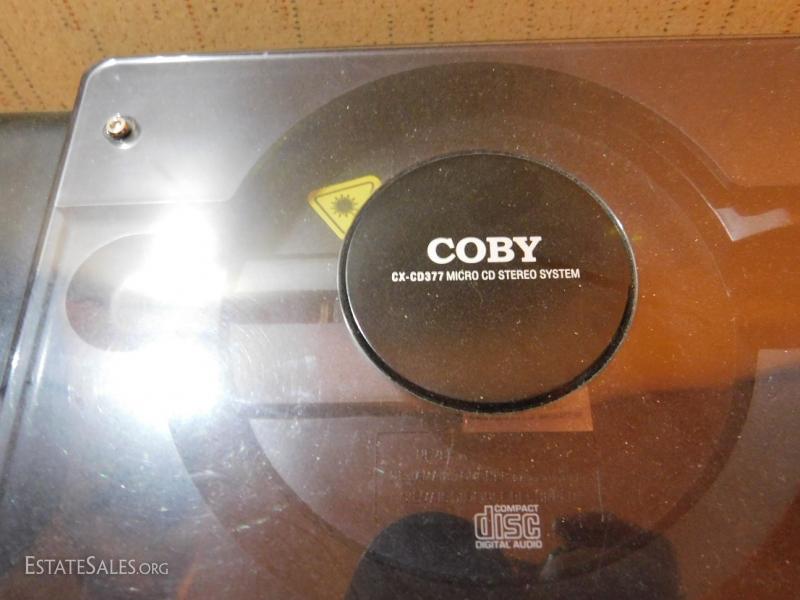 COBY
CX-CD377 MICRO CD STEREO SYSTEM
COMPACT
disc
DIGITAL AUDIO
ESTATESALES.ORG